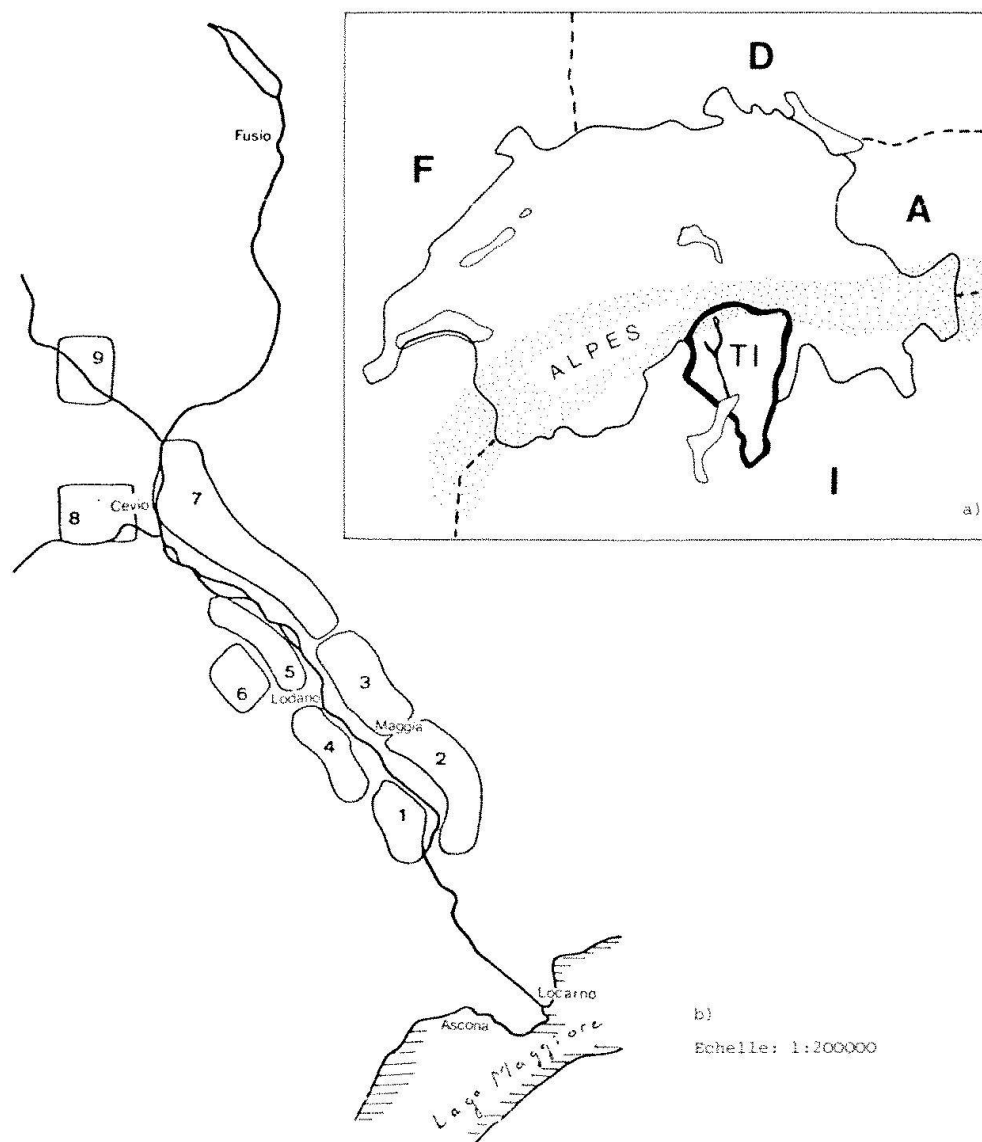 D
F
A
ALPES
TI
I
a)
Fusio
9
7
8
Cevio
5
6
Lodano
3
Maggia
4
2
1
Locarno
Ascona
Lago Maggiore
b)
Echelle: 1:200000